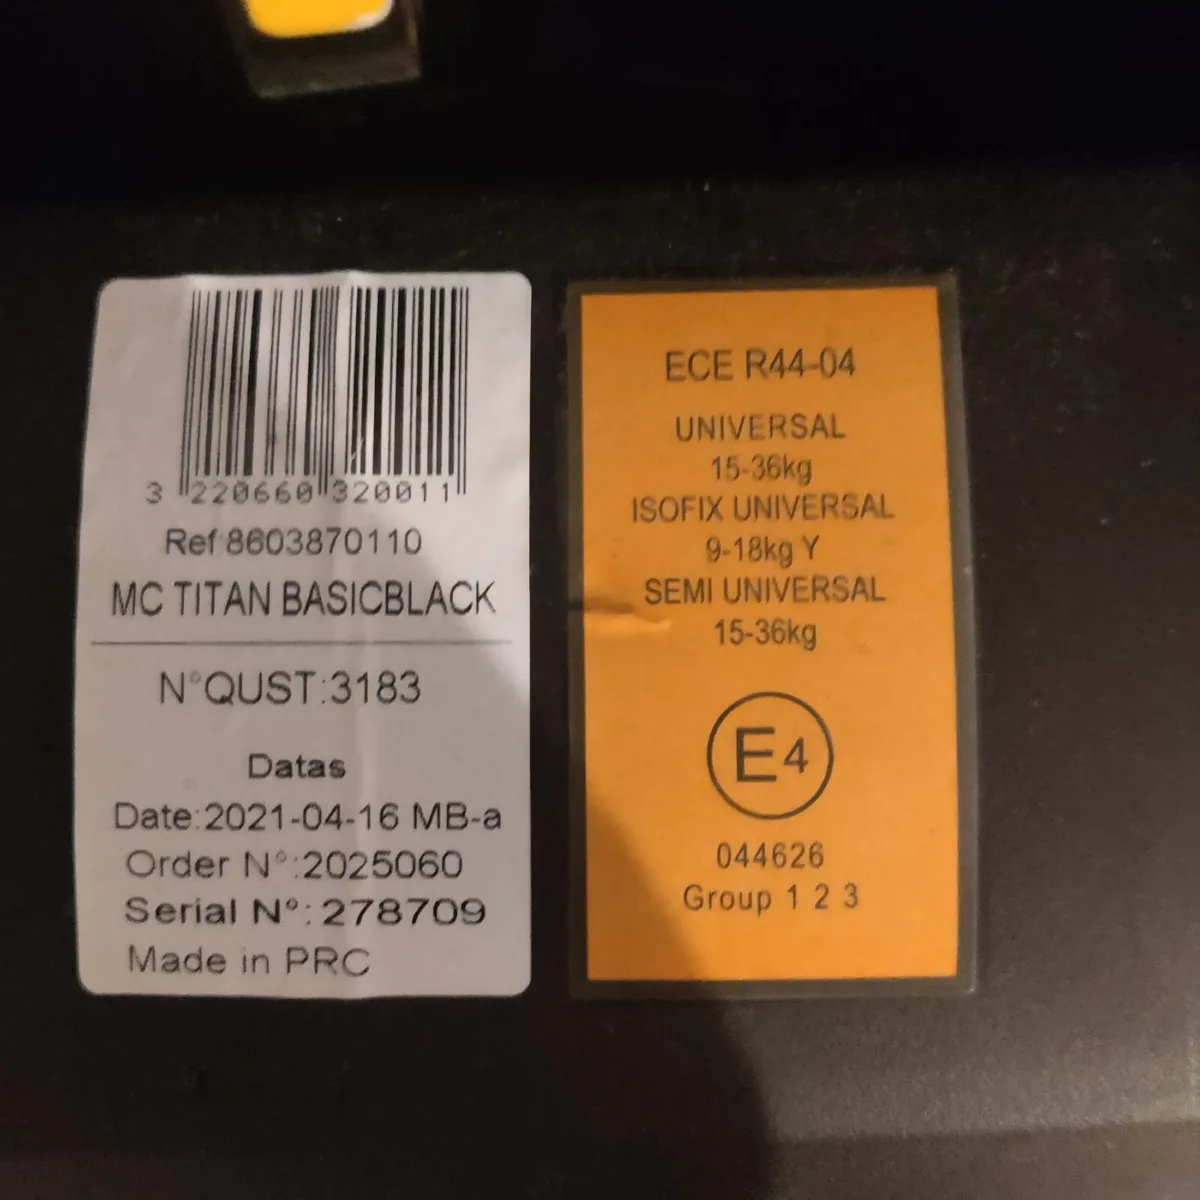 3 220660 320011
Ref:8603870110
MC TITAN BASICBLACK
N°QUST:3183
Datas
Date:2021-04-16 MB-a
Order N°:2025060
Serial N°:278709
Made in PRC
ECE R44-04
UNIVERSAL
15-36kg
ISOFIX UNIVERSAL
9-18kg Y
SEMI UNIVERSAL
15-36kg
E4
044626
Group 1 2 3